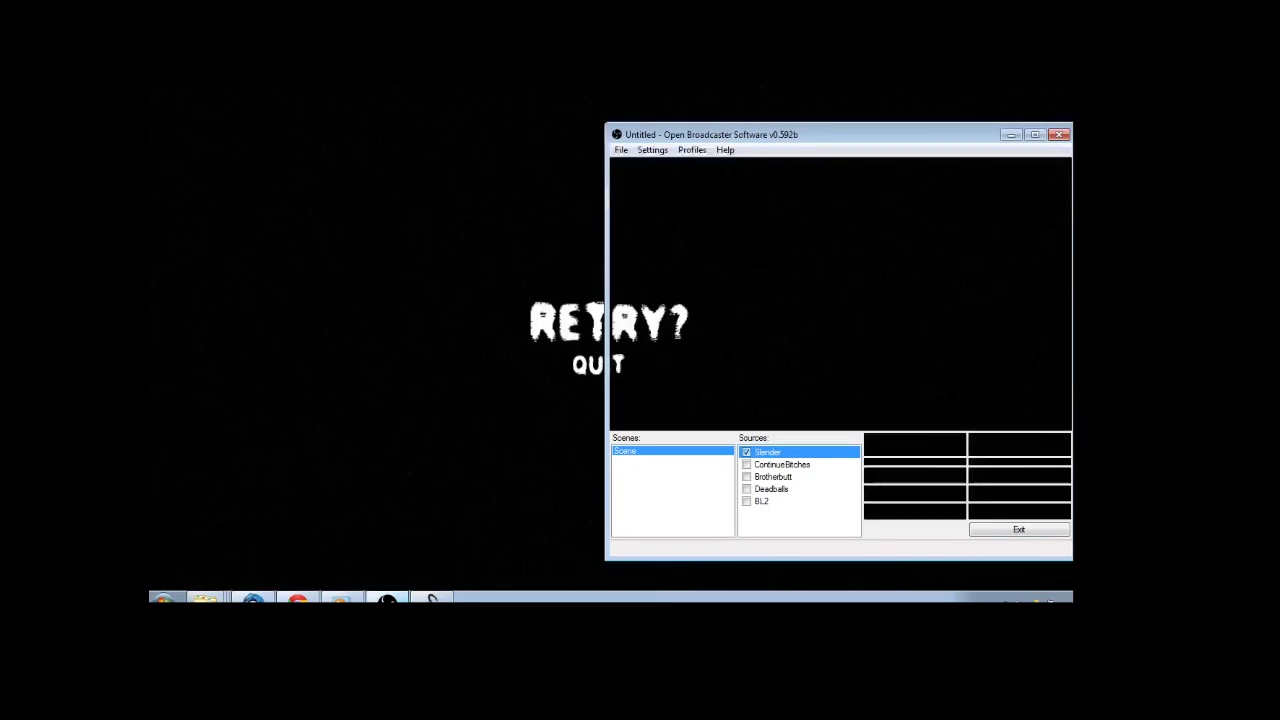 Untitled - Open Broadcaster Software v0.592b
File Settings Profiles Help
RETRY?
QUIT
Scenes:
Scene
Sources:
Slender
ContinueBitches
Brotherbutt
Deadballs
BL2
Exit